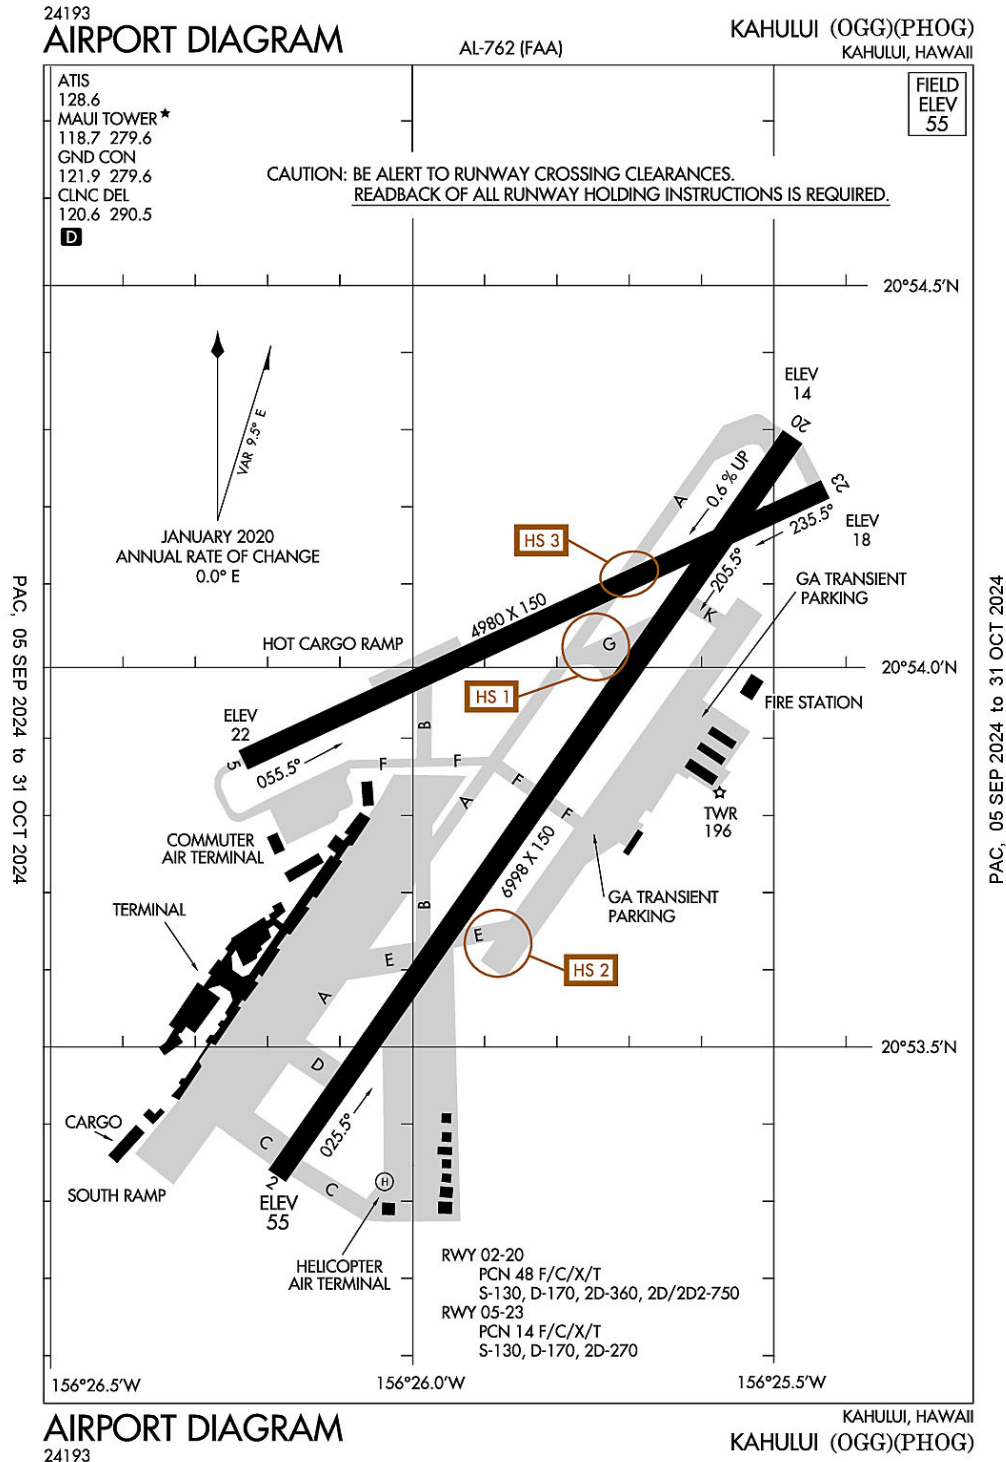 24193
AIRPORT DIAGRAM
AL-762 (FAA)
KAHULUI (OGG)(PHOG)
KAHULUI, HAWAII
ATIS
128.6
MAUI TOWER ★
118.7 279.6
GND CON
121.9 279.6
CLNC DEL
120.6 290.5
D
FIELD
ELEV
55
CAUTION: BE ALERT TO RUNWAY CROSSING CLEARANCES.
READBACK OF ALL RUNWAY HOLDING INSTRUCTIONS IS REQUIRED.
20°54.5'N
VAR 9.5° E
JANUARY 2020
ANNUAL RATE OF CHANGE
0.0° E
ELEV
14
20
0.6% UP
A
23
235.5°
ELEV
18
HS 3
205.5°
GA TRANSIENT
PARKING
K
4980 X 150
HOT CARGO RAMP
G
20°54.0'N
HS 1
FIRE STATION
ELEV
22
5
055.5°
B
F
F
F
F
A
TWR
196
COMMUTER
AIR TERMINAL
6998 X 150
GA TRANSIENT
PARKING
TERMINAL
B
E
E
HS 2
A
20°53.5'N
D
CARGO
C
025.5°
C
H
2
ELEV
55
SOUTH RAMP
HELICOPTER
AIR TERMINAL
RWY 02-20
PCN 48 F/C/X/T
S-130, D-170, 2D-360, 2D/2D2-750
RWY 05-23
PCN 14 F/C/X/T
S-130, D-170, 2D-270
156°26.5'W
156°26.0'W
156°25.5'W
PAC, 05 SEP 2024 to 31 OCT 2024
PAC, 05 SEP 2024 to 31 OCT 2024
AIRPORT DIAGRAM
24193
KAHULUI, HAWAII
KAHULUI (OGG)(PHOG)